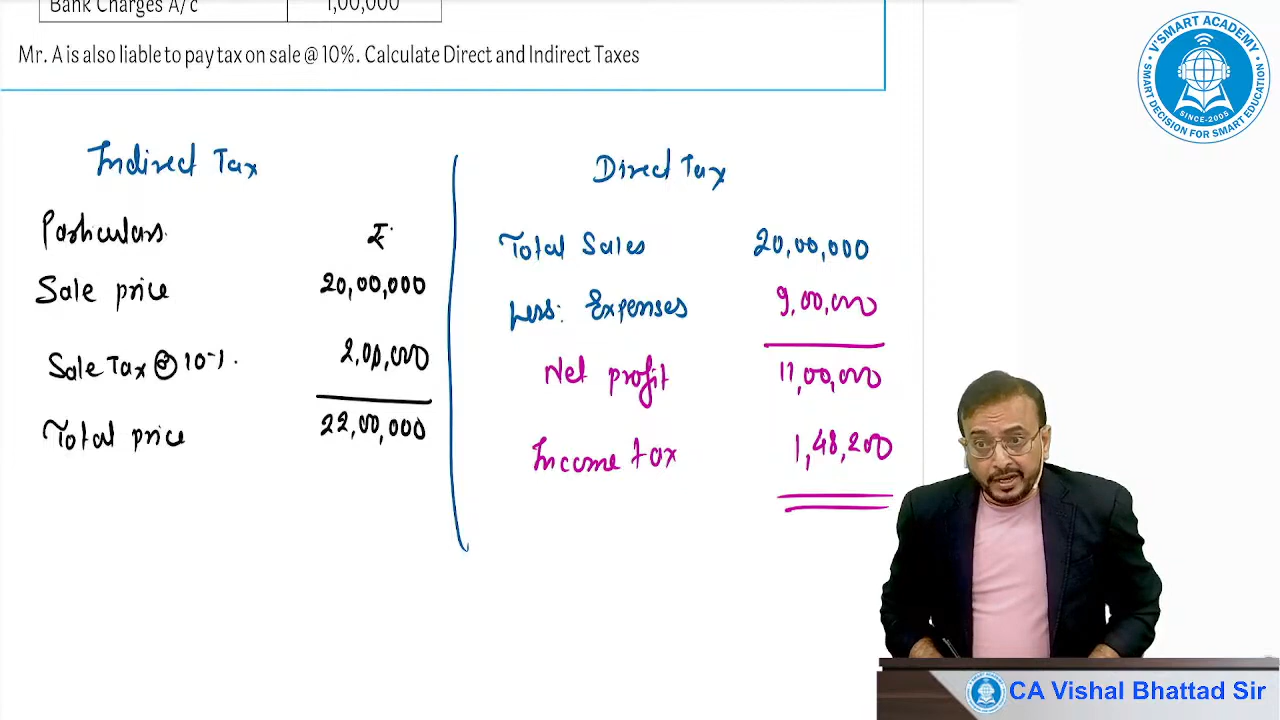 Bank Charges A/c 1,00,000
Mr. A is also liable to pay tax on sale @ 10%. Calculate Direct and Indirect Taxes
V'SMART ACADEMY
SINCE-2005
SMART DECISION FOR SMART EDUCATION
Indirect Tax
Particulars ₹
Sale price 20,00,000
Sale Tax @ 10%. 2,00,000
Total price 22,00,000
Direct Tax
Total Sales 20,00,000
Less: Expenses 9,00,000
Net profit 11,00,000
Income tax 1,48,200
CA Vishal Bhattad Sir